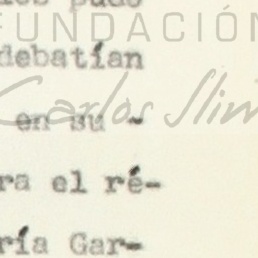 FUNDACIÓN
debatían
Carlos Slim
en su -
ra el ré-
ría Gar-